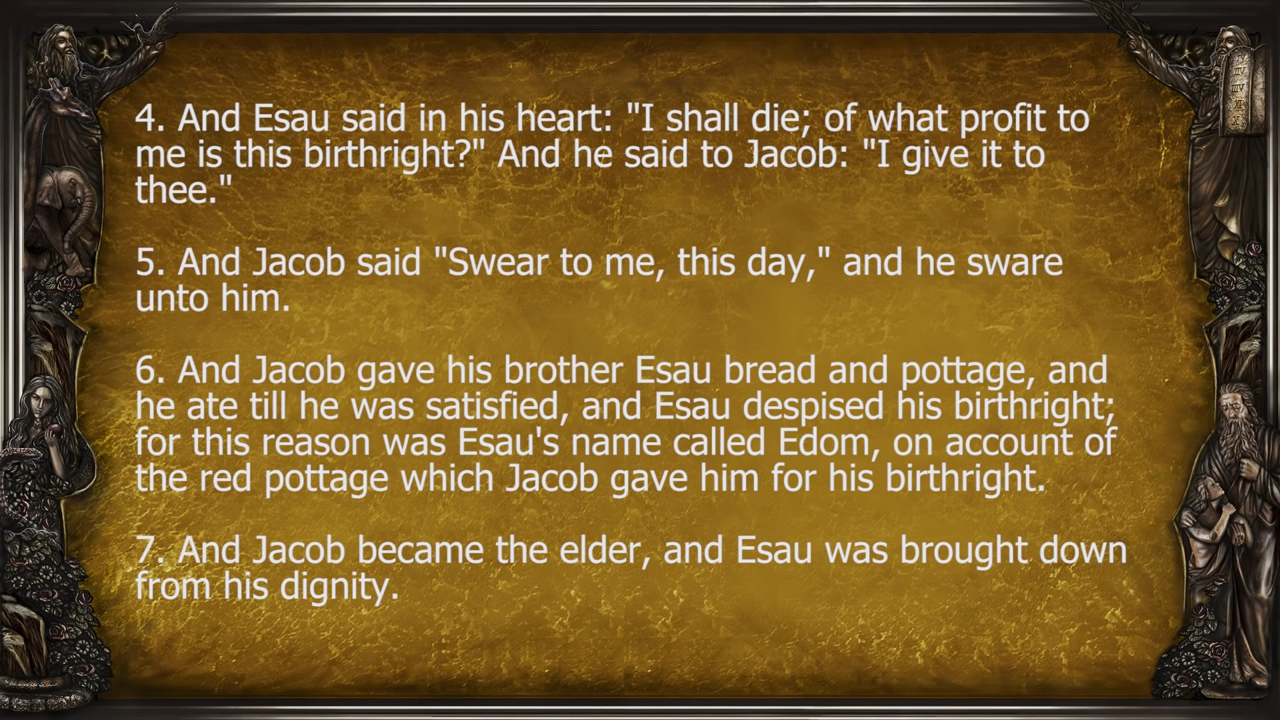 4. And Esau said in his heart: "I shall die; of what profit to
me is this birthright?" And he said to Jacob: "I give it to
thee."
5. And Jacob said "Swear to me, this day," and he sware
unto him.
6. And Jacob gave his brother Esau bread and pottage, and
he ate till he was satisfied, and Esau despised his birthright;
for this reason was Esau's name called Edom, on account of
the red pottage which Jacob gave him for his birthright.
7. And Jacob became the elder, and Esau was brought down
from his dignity.